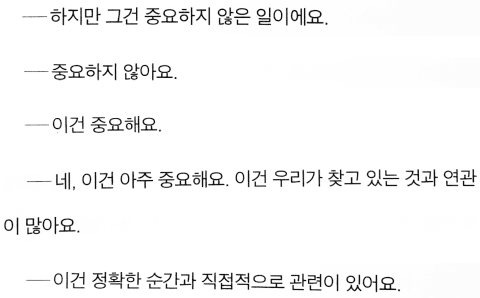 ──하지만 그건 중요하지 않은 일이에요.
──중요하지 않아요.
──이건 중요해요.
──네, 이건 아주 중요해요. 이건 우리가 찾고 있는 것과 연관
이 많아요.
──이건 정확한 순간과 직접적으로 관련이 있어요.